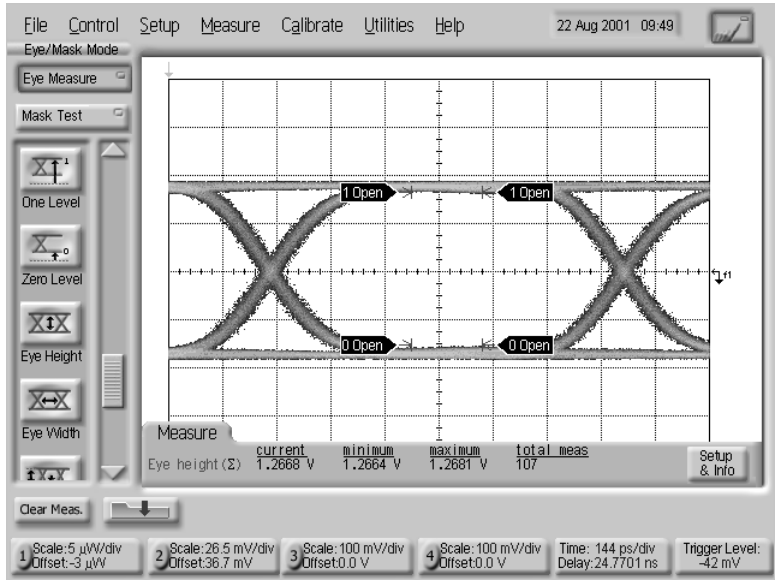 File Control Setup Measure Calibrate Utilities Help 22 Aug 2001 09:49
Eye/Mask Mode
Eye Measure
Mask Test
One Level
Zero Level
Eye Height
Eye Width
1 Open 1 Open
0 Open 0 Open
f1
Measure
current minimum maximum total meas
Eye height(Σ) 1.2668 V 1.2664 V 1.2681 V 107
Setup
& Info
Clear Meas.
1 Scale:5 µW/div
Offset:-3 µW
2 Scale:26.5 mV/div
Offset:36.7 mV
3 Scale:100 mV/div
Offset:0.0 V
4 Scale:100 mV/div
Offset:0.0 V
Time: 144 ps/div
Delay:24.7701 ns
Trigger Level:
-42 mV